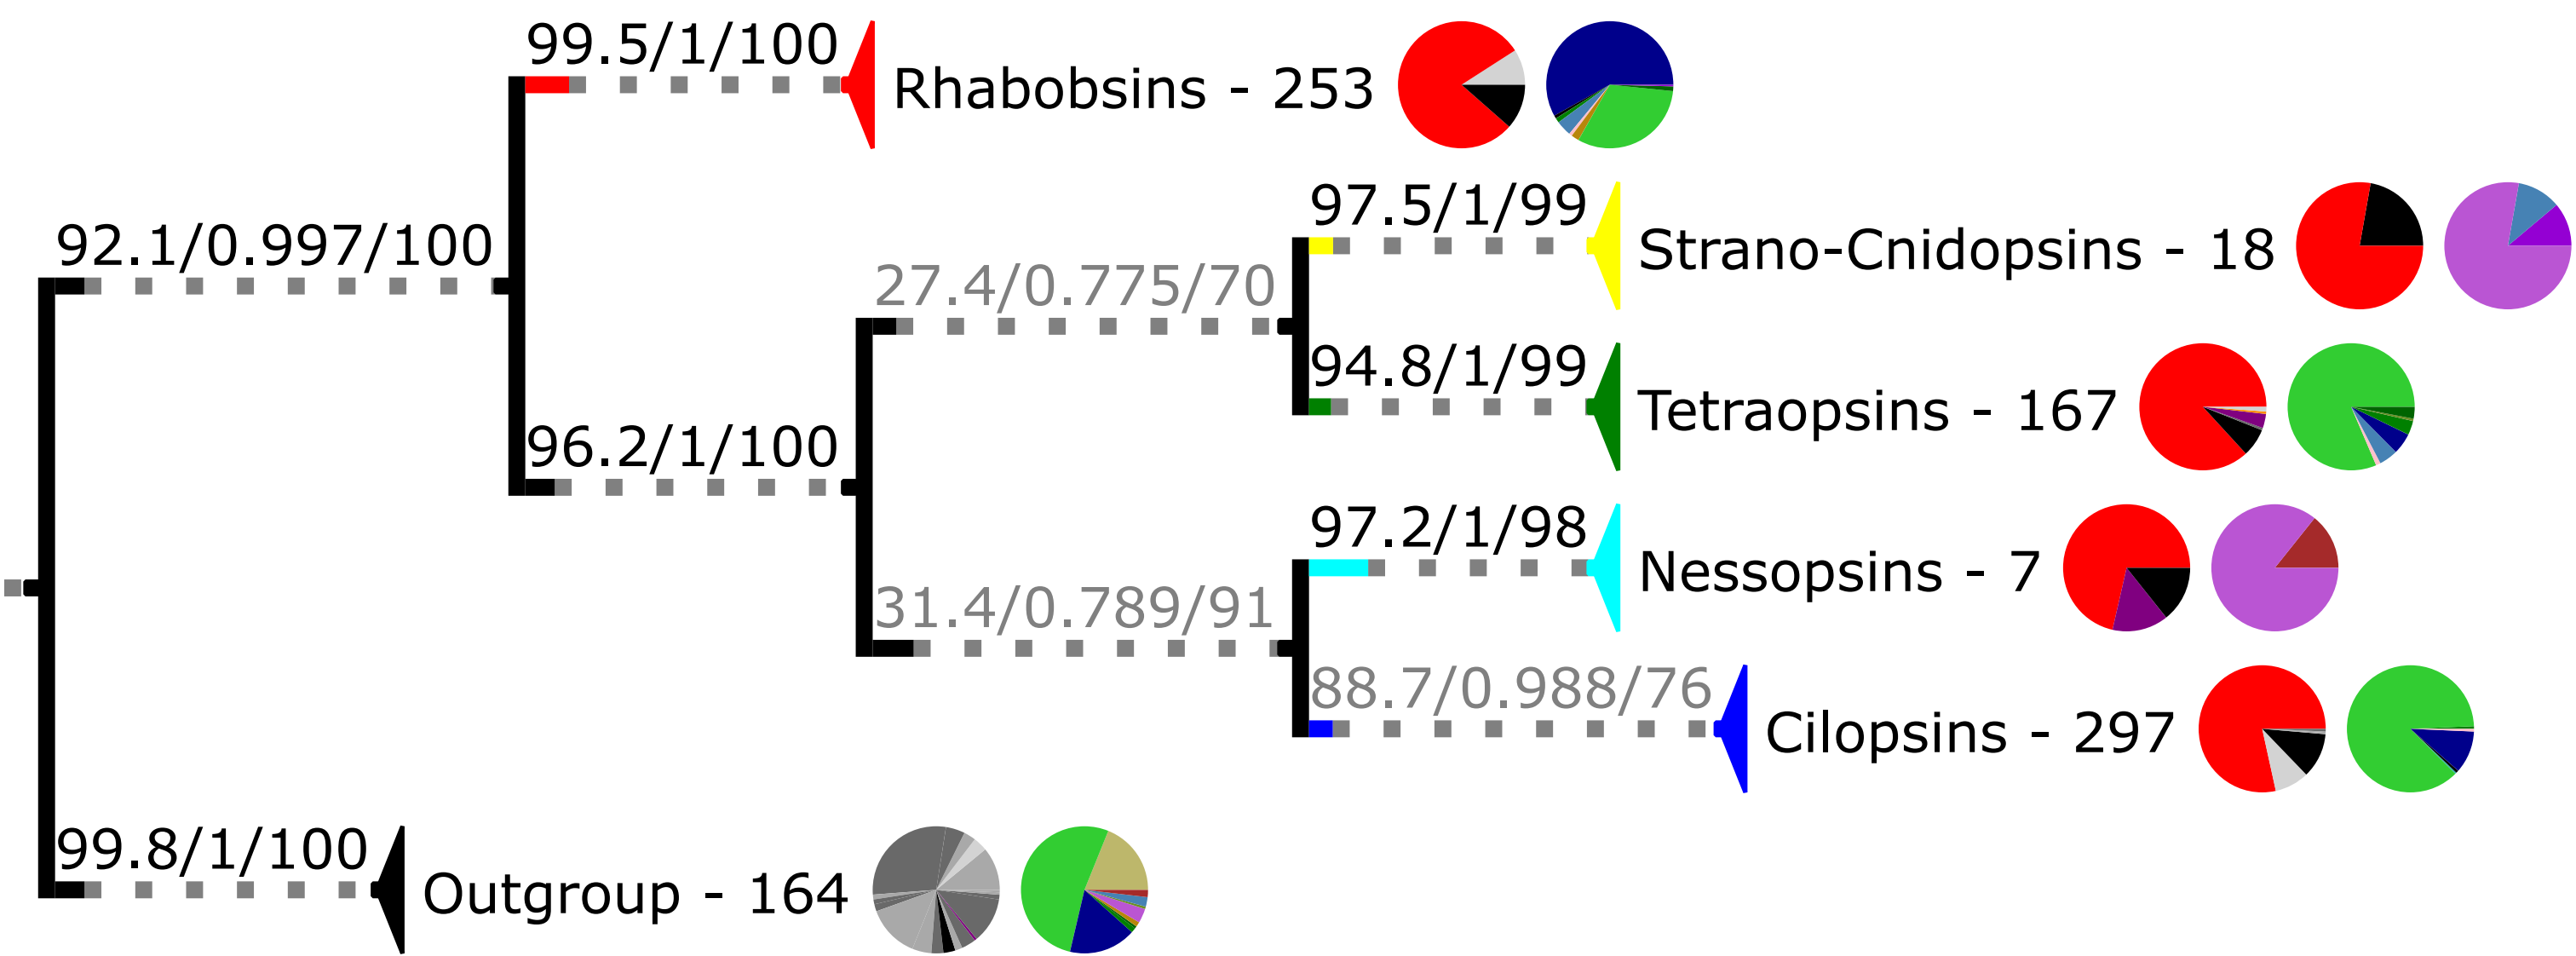 99.5/1/100
Rhabobsins - 253
97.5/1/99
92.1/0.997/100
Strano-Cnidopsins - 18
27.4/0.775/70
94.8/1/99
Tetraopsins - 167
96.2/1/100
97.2/1/98
Nessopsins - 7
31.4/0.789/91
88.7/0.988/76
Cilopsins - 297
99.8/1/100
Outgroup - 164